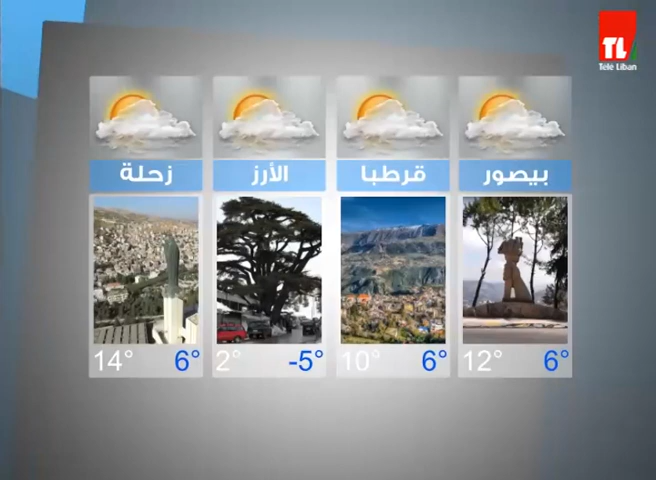 TL
Télé Liban
بيصور
قرطبا
الأرز
زحلة
12° 6°
10° 6°
2° -5°
14° 6°